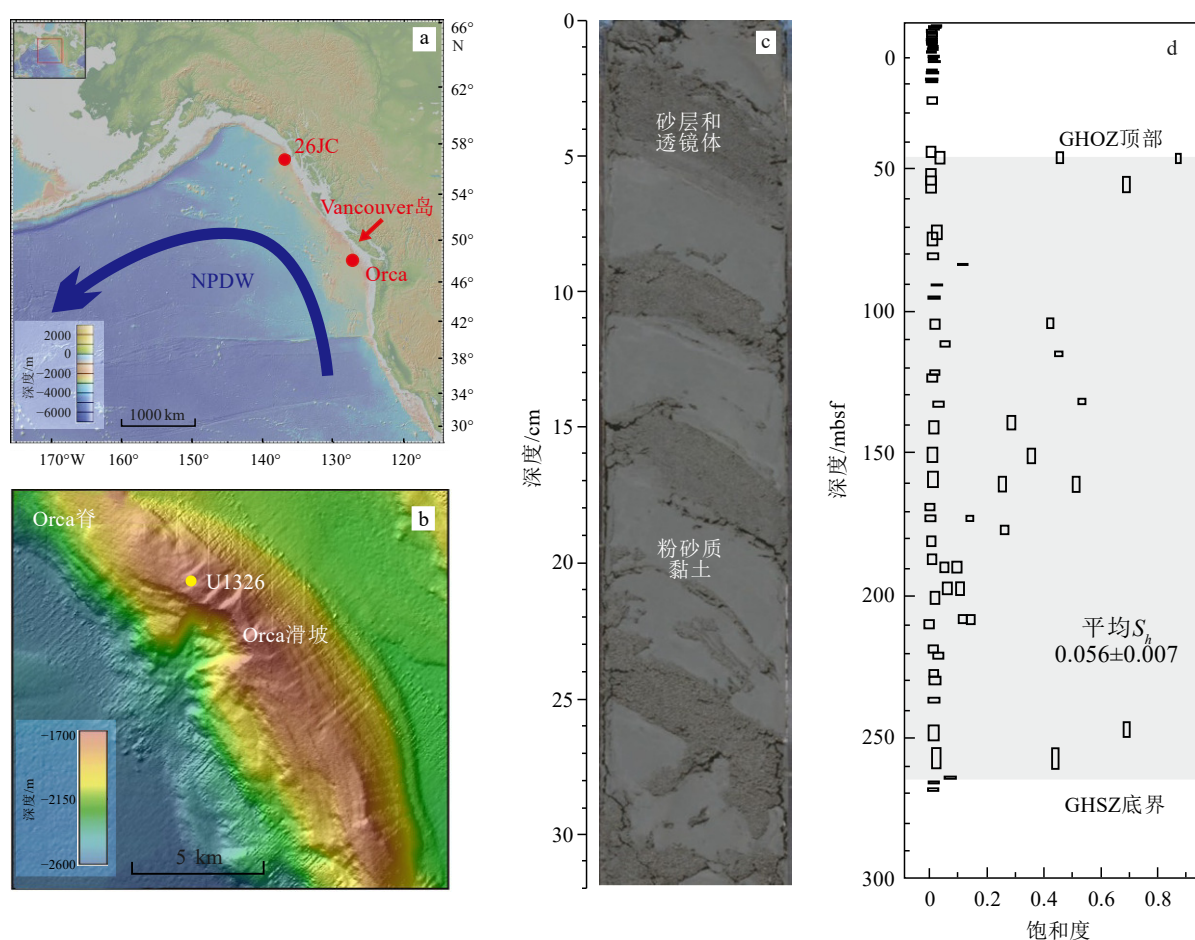 a
66°
N
62°
58°
54°
50°
46°
42°
38°
34°
30°
26JC
Vancouver岛
Orca
NPDW
深度/m
2000
0
−2000
−4000
−6000
1000 km
170°W
160°
150°
140°
130°
120°
b
Orca脊
U1326
Orca滑坡
深度/m
−1700
−2150
−2600
5 km
c
深度/cm
0
5
10
15
20
25
30
砂层和
透镜体
粉砂质
黏土
d
深度/mbsf
0
50
100
150
200
250
300
GHOZ顶部
平均Sh
0.056±0.007
GHSZ底界
0
0.2
0.4
0.6
0.8
饱和度